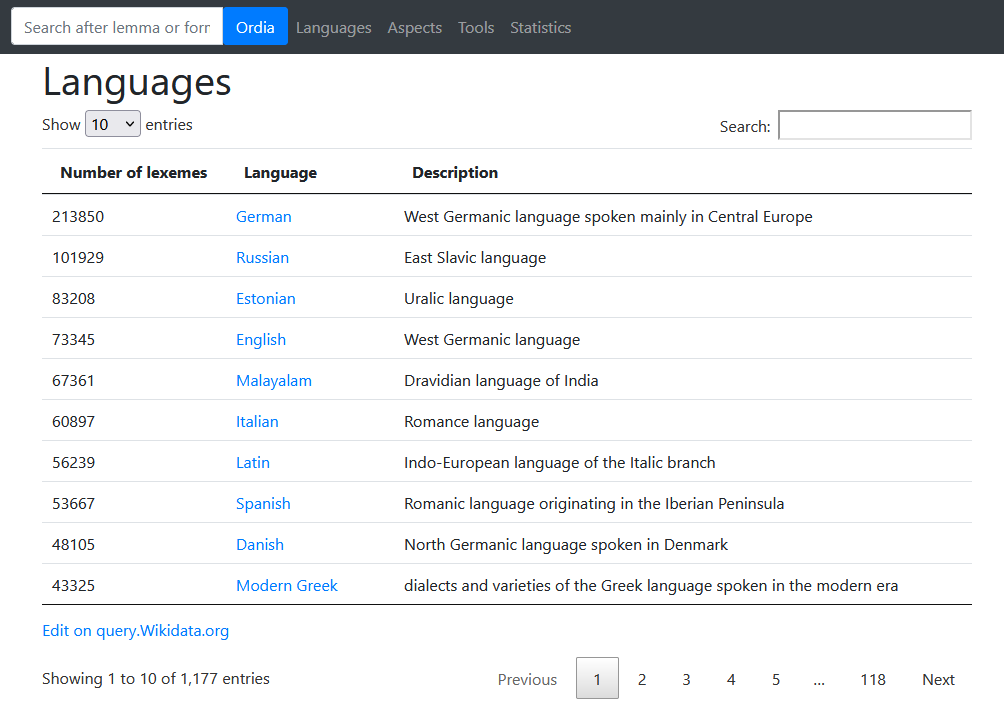 Search after lemma or forn Ordia Languages Aspects Tools Statistics
Languages
Show 10 entries Search:
Number of lexemes Language Description
213850 German West Germanic language spoken mainly in Central Europe
101929 Russian East Slavic language
83208 Estonian Uralic language
73345 English West Germanic language
67361 Malayalam Dravidian language of India
60897 Italian Romance language
56239 Latin Indo-European language of the Italic branch
53667 Spanish Romanic language originating in the Iberian Peninsula
48105 Danish North Germanic language spoken in Denmark
43325 Modern Greek dialects and varieties of the Greek language spoken in the modern era
Edit on query.Wikidata.org
Showing 1 to 10 of 1,177 entries Previous 1 2 3 4 5 ... 118 Next